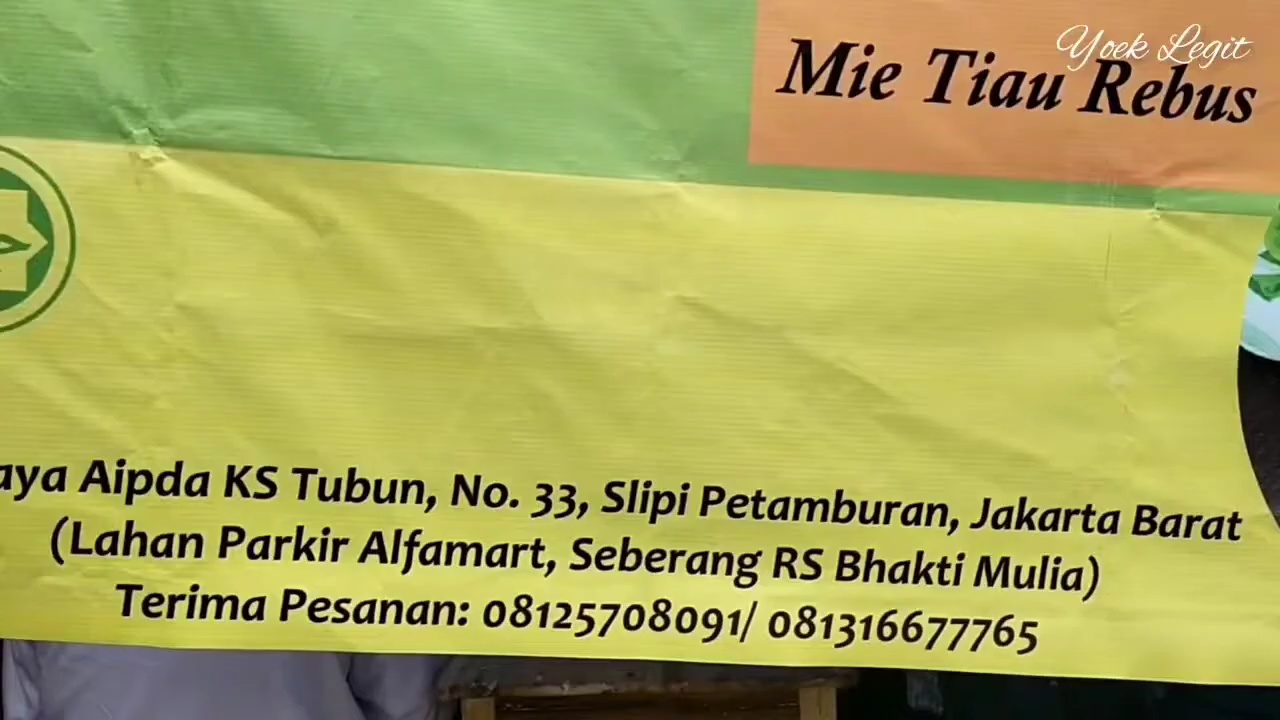 Yoek Legit
Mie Tiau Rebus
aya Aipda KS Tubun, No. 33, Slipi Petamburan, Jakarta Barat
(Lahan Parkir Alfamart, Seberang RS Bhakti Mulia)
Terima Pesanan: 08125708091/ 081316677765